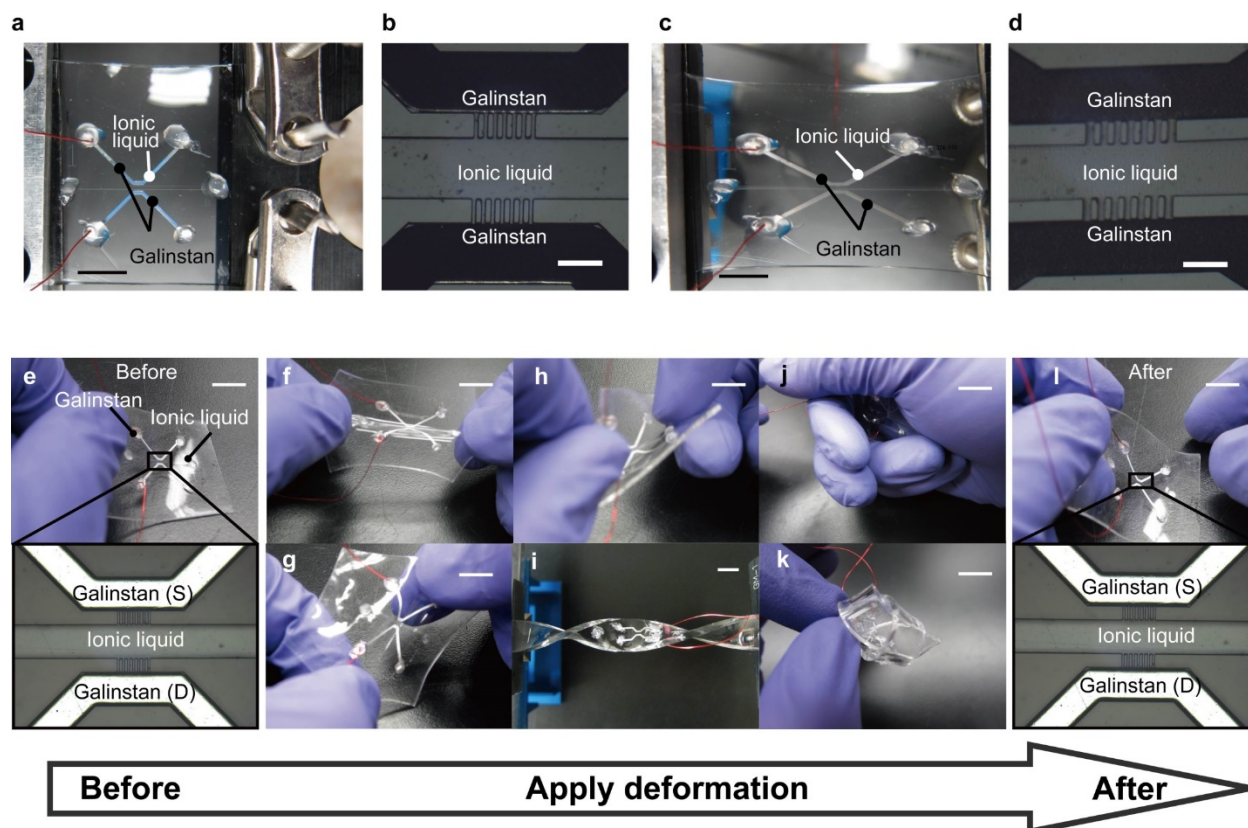 a
b
c
d
Ionic
liquid
Galinstan
Galinstan
Ionic liquid
Galinstan
Ionic liquid
Galinstan
Galinstan
Ionic liquid
Galinstan
e
Before
Galinstan
Ionic liquid
f
h
j
l
After
Galinstan (S)
Ionic liquid
Galinstan (D)
g
i
k
Galinstan (S)
Ionic liquid
Galinstan (D)
Before
Apply deformation
After